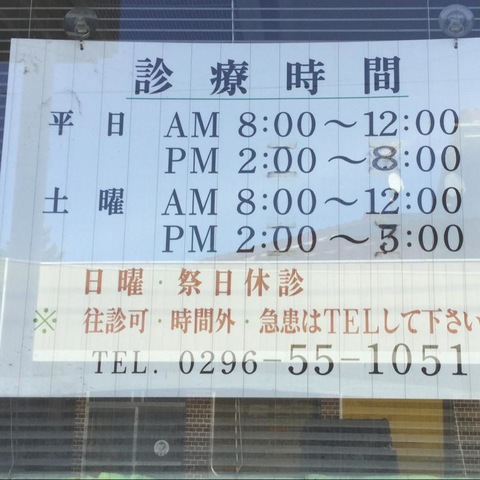 診療時間
平日 AM 8:00～12:00
PM 2:00～8:00
土曜 AM 8:00～12:00
PM 2:00～5:00
日曜・祭日休診
※ 往診可・時間外・急患はTELして下さい
TEL. 0296-55-1051